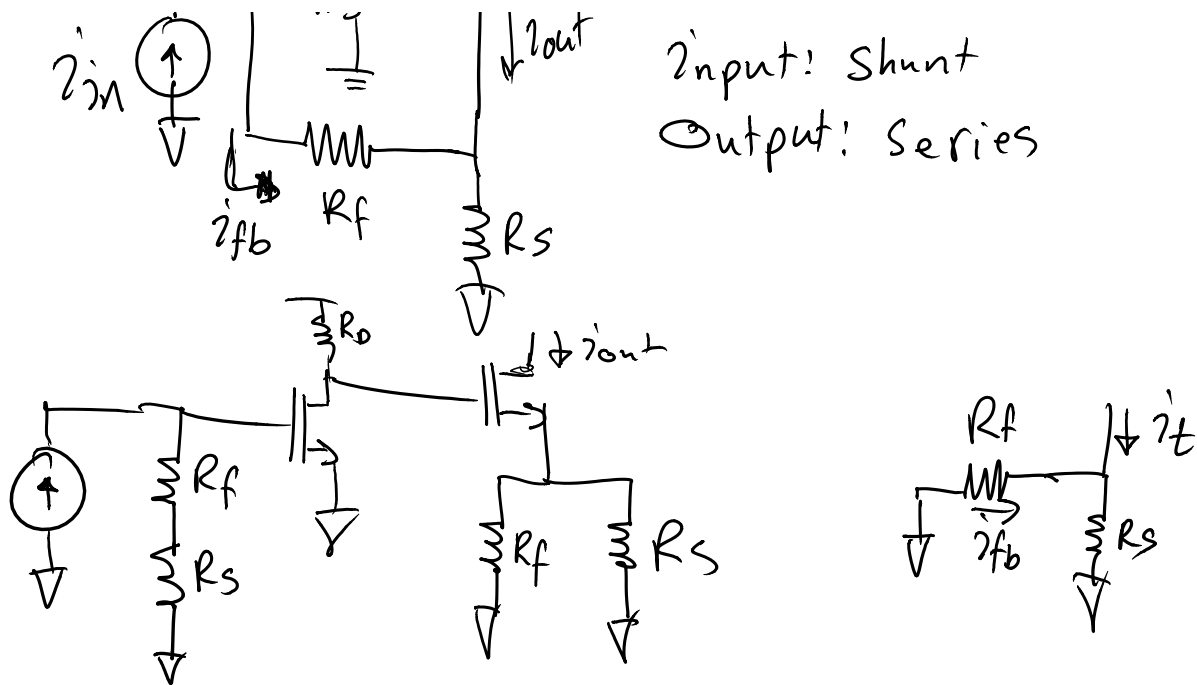 iout
Input: Shunt
iin
Output: Series
Rf
ifb
Rs
RD
iout
Rf
it
Rf
Rf
Rs
ifb
Rs
Rs